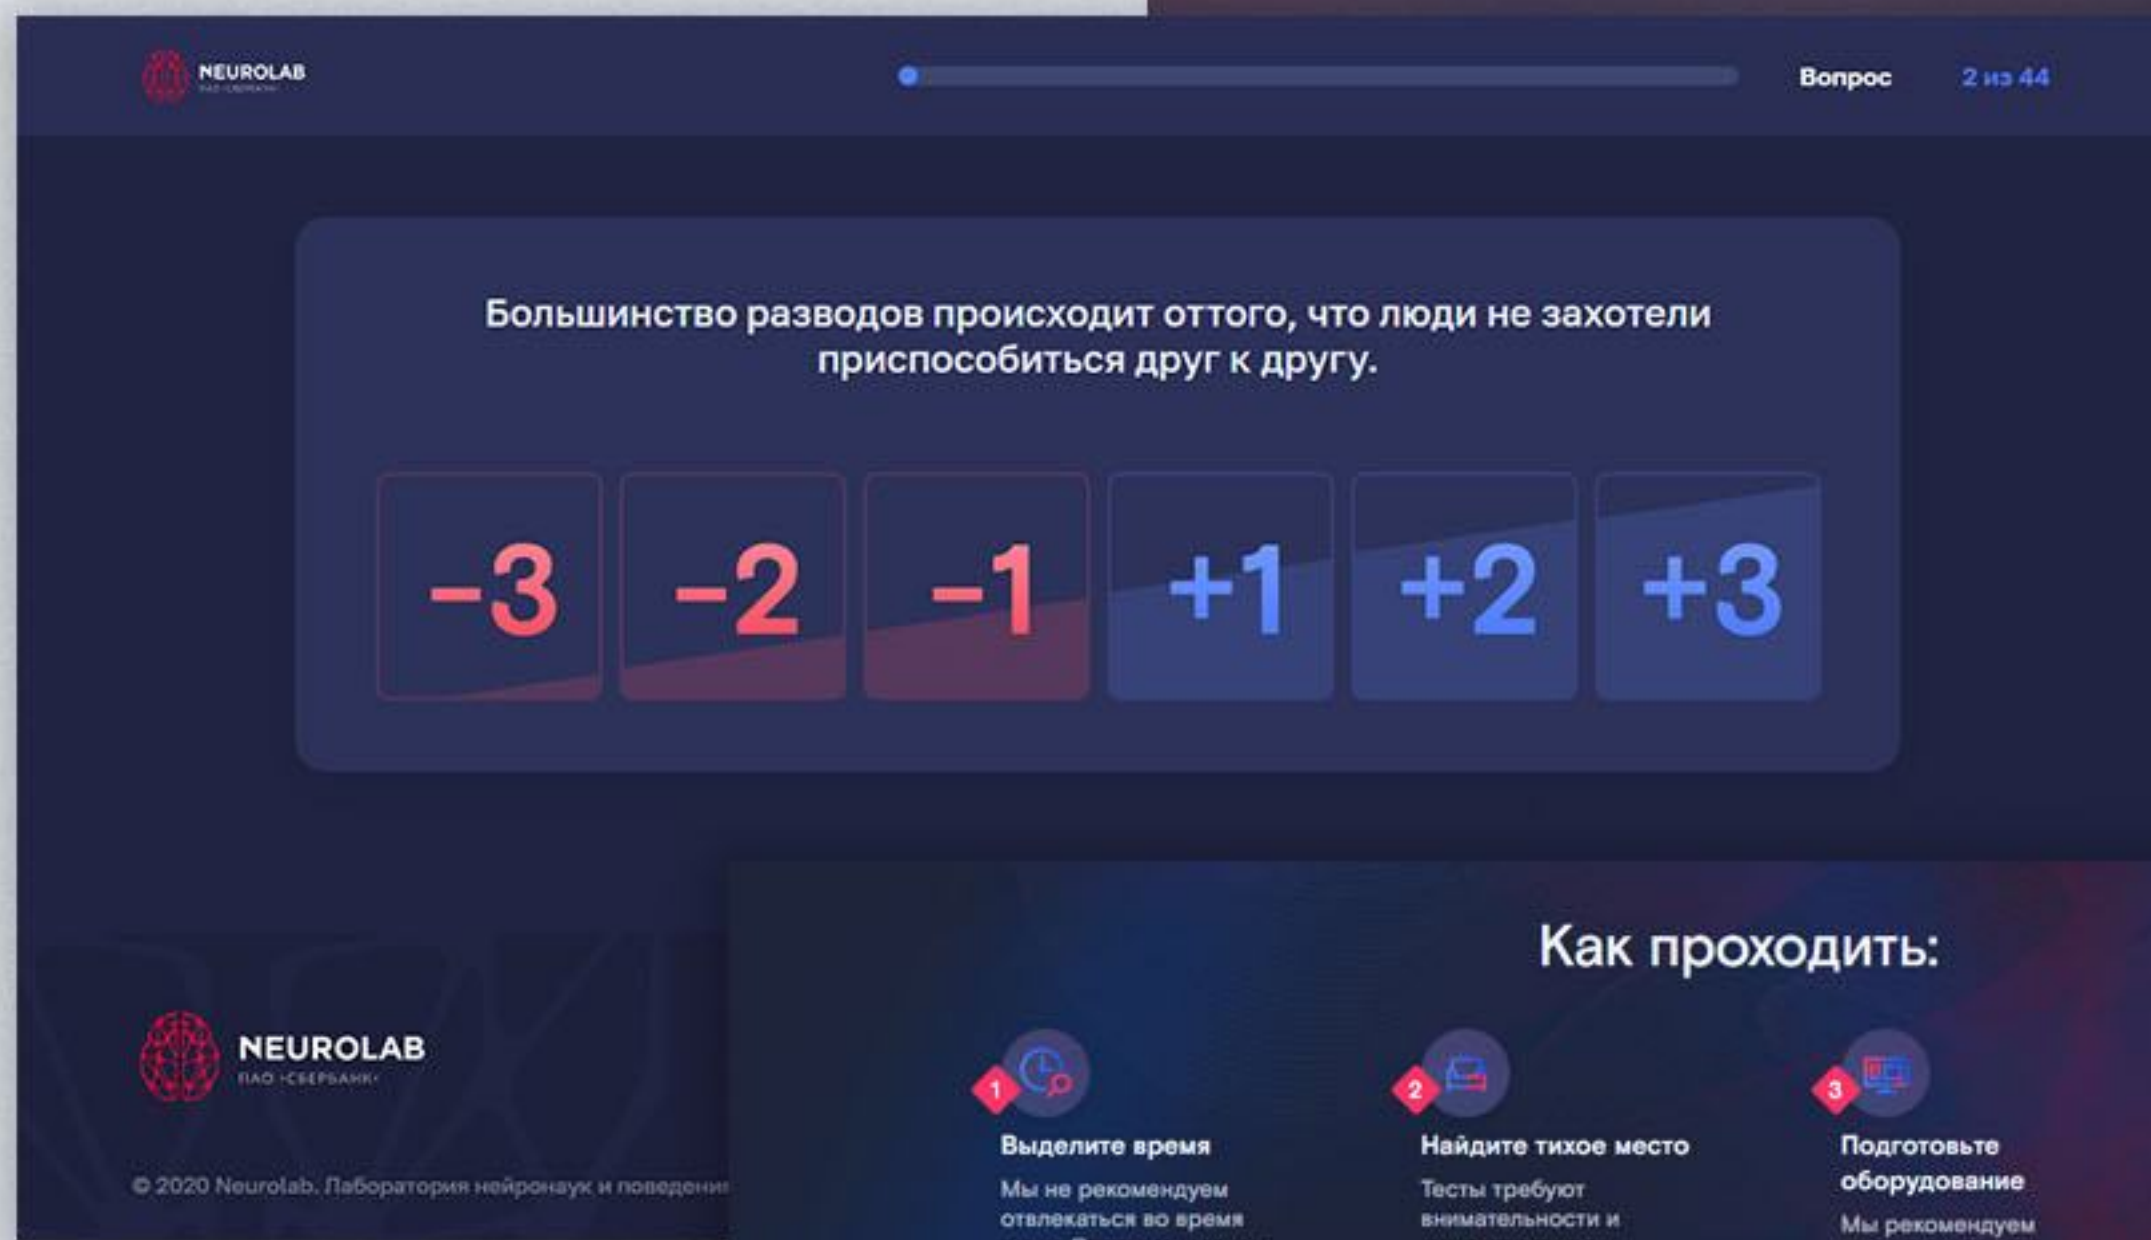 NEUROLAB
ПАО «СБЕРБАНК»
Вопрос
2 из 44
Большинство разводов происходит оттого, что люди не захотели
приспособиться друг к другу.
-3
-2
-1
+1
+2
+3
NEUROLAB
ПАО «СБЕРБАНК»
© 2020 Neurolab. Лаборатория нейронаук и поведения
Как проходить:
1
Выделите время
Мы не рекомендуем
отвлекаться во время
2
Найдите тихое место
Тесты требуют
внимательности и
3
Подготовьте
оборудование
Мы рекомендуем